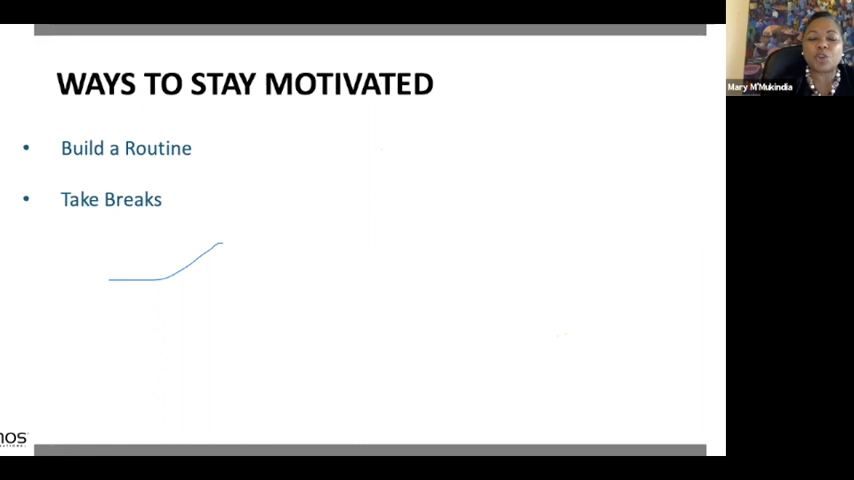 WAYS TO STAY MOTIVATED
• Build a Routine
• Take Breaks
Mary M'Mukindia